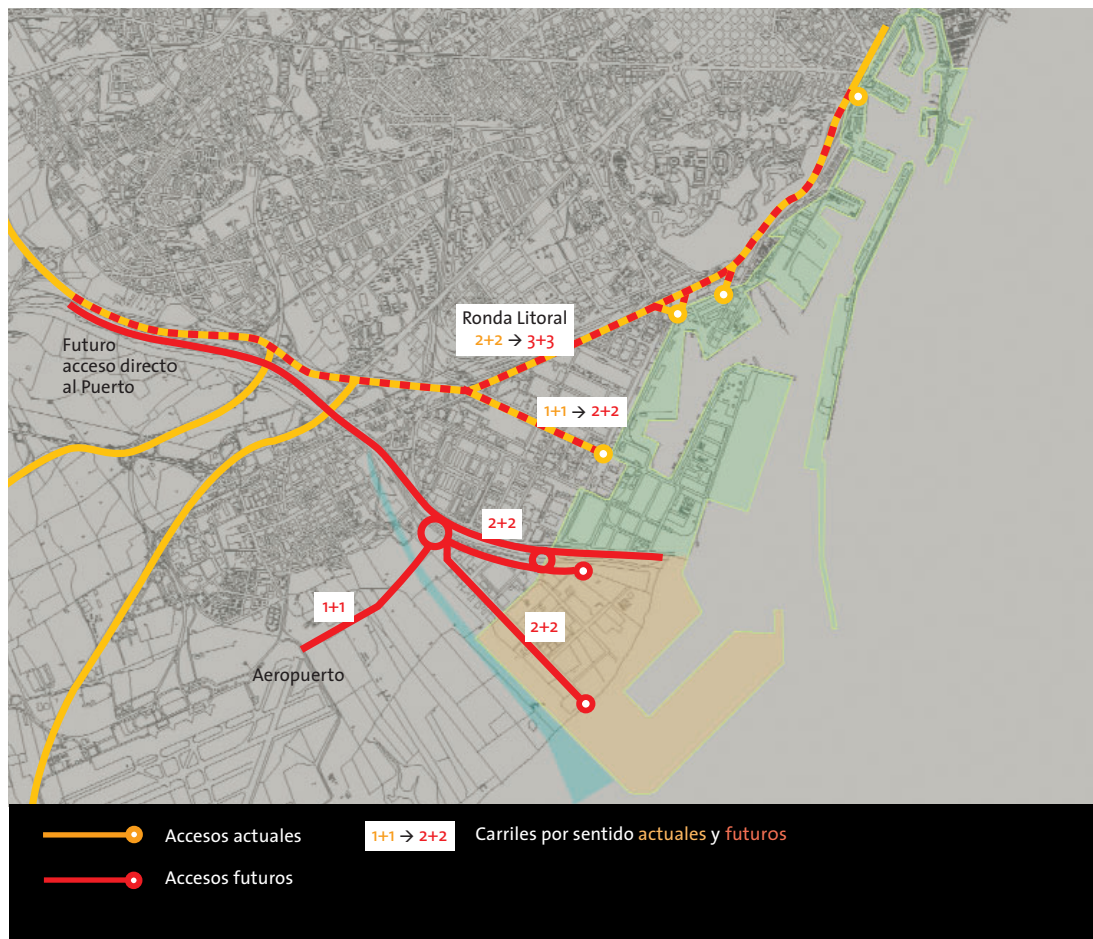 Ronda Litoral
2+2 → 3+3
Futuro
acceso directo
al Puerto
1+1 → 2+2
2+2
1+1
2+2
Aeropuerto
Accesos actuales
1+1 → 2+2
Carriles por sentido actuales y futuros
Accesos futuros